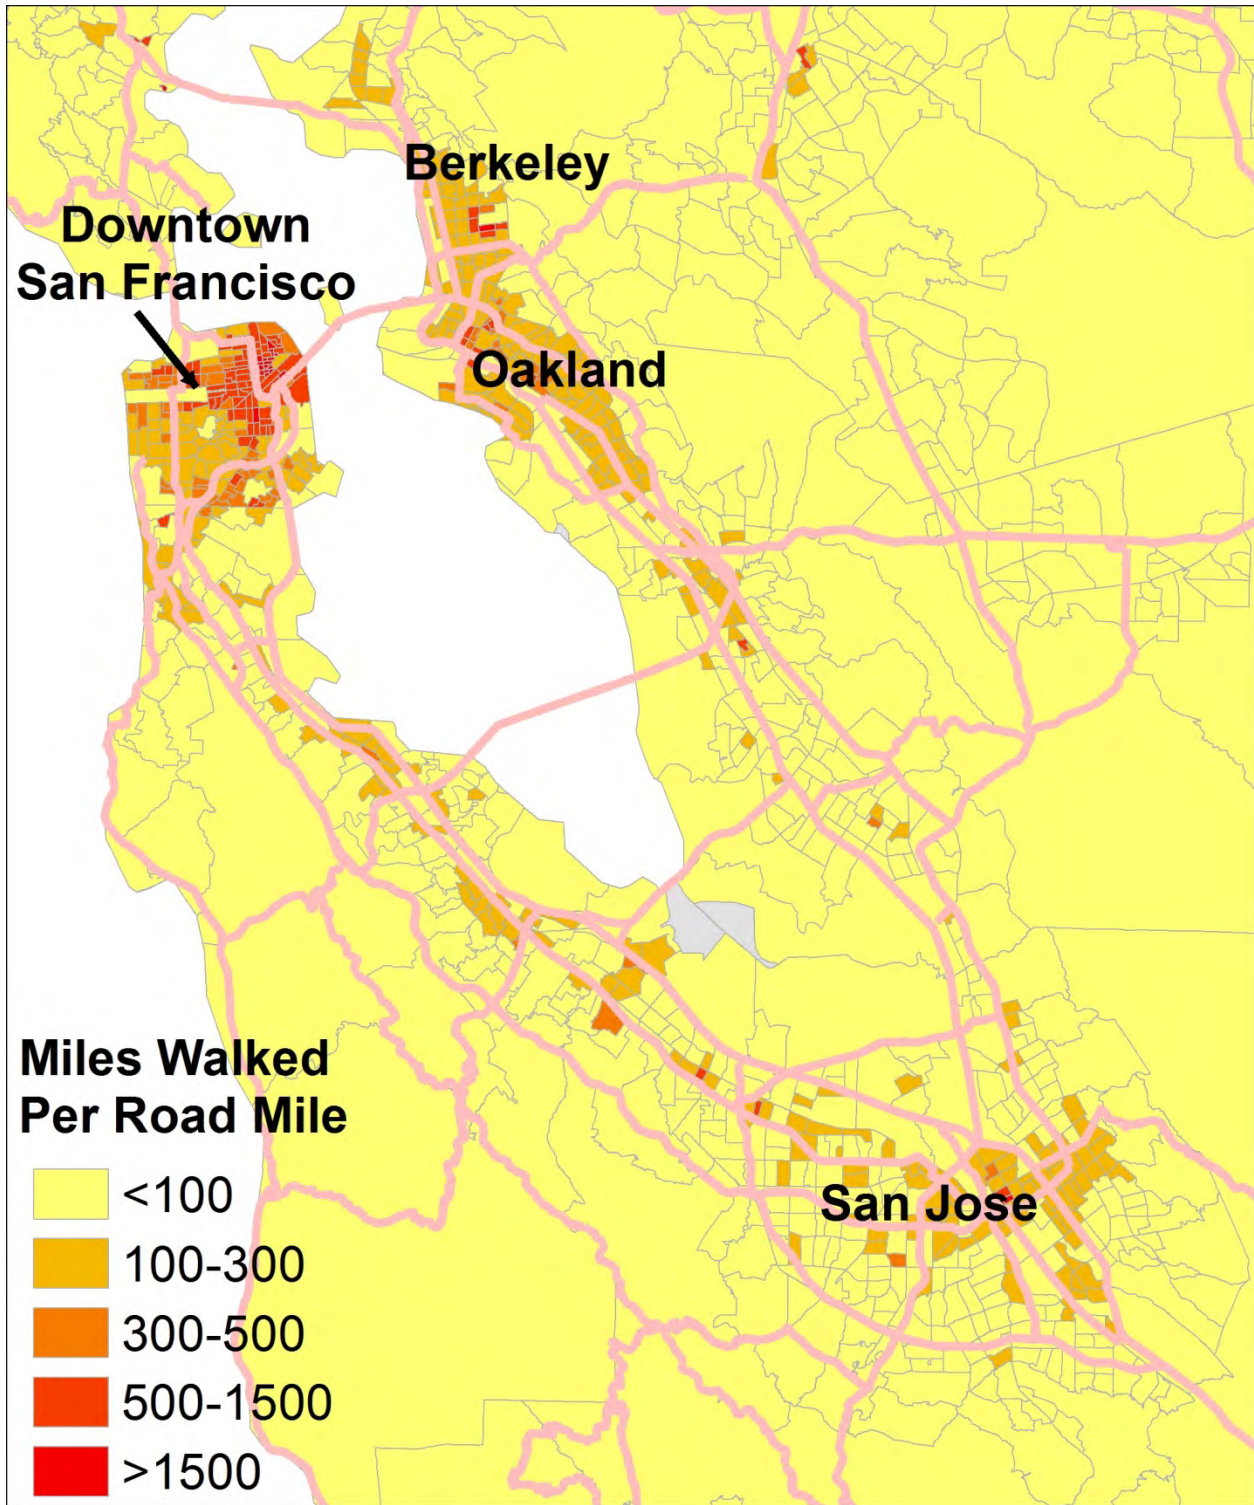 Berkeley
Downtown
San Francisco
Oakland
Miles Walked
Per Road Mile
<100
100-300
San Jose
300-500
500-1500
>1500